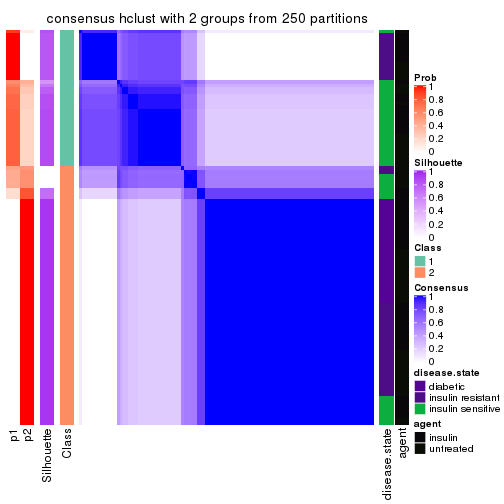 consensus hclust with 2 groups from 250 partitions
Prob
1
0.8
0.6
0.4
0.2
0
Silhouette
1
0.8
0.6
0.4
0.2
0
Class
1
2
Consensus
1
0.8
0.6
0.4
0.2
0
disease.state
diabetic
insulin resistant
insulin sensitive
agent
insulin
untreated
p1
p2
Silhouette
Class
disease.state
agent